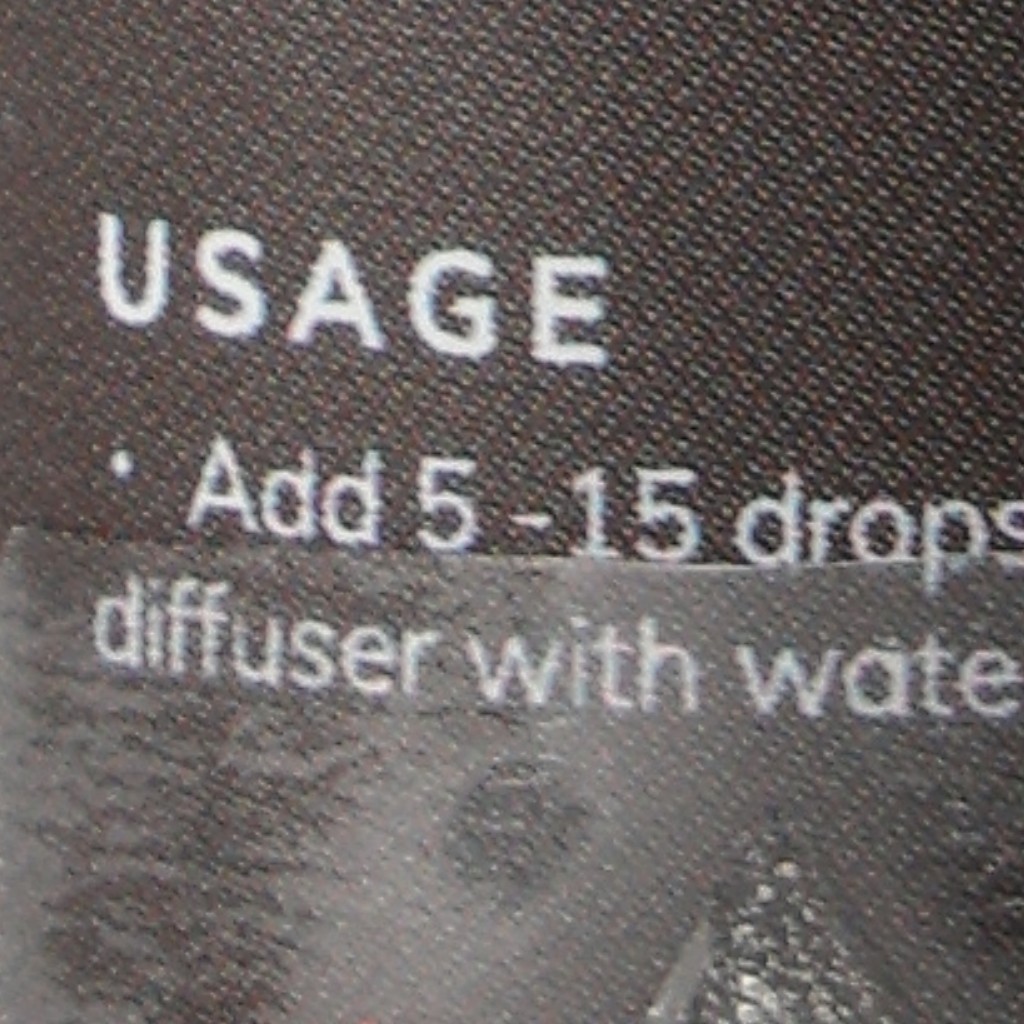 USAGE
• Add 5 - 15 drops
diffuser with wate